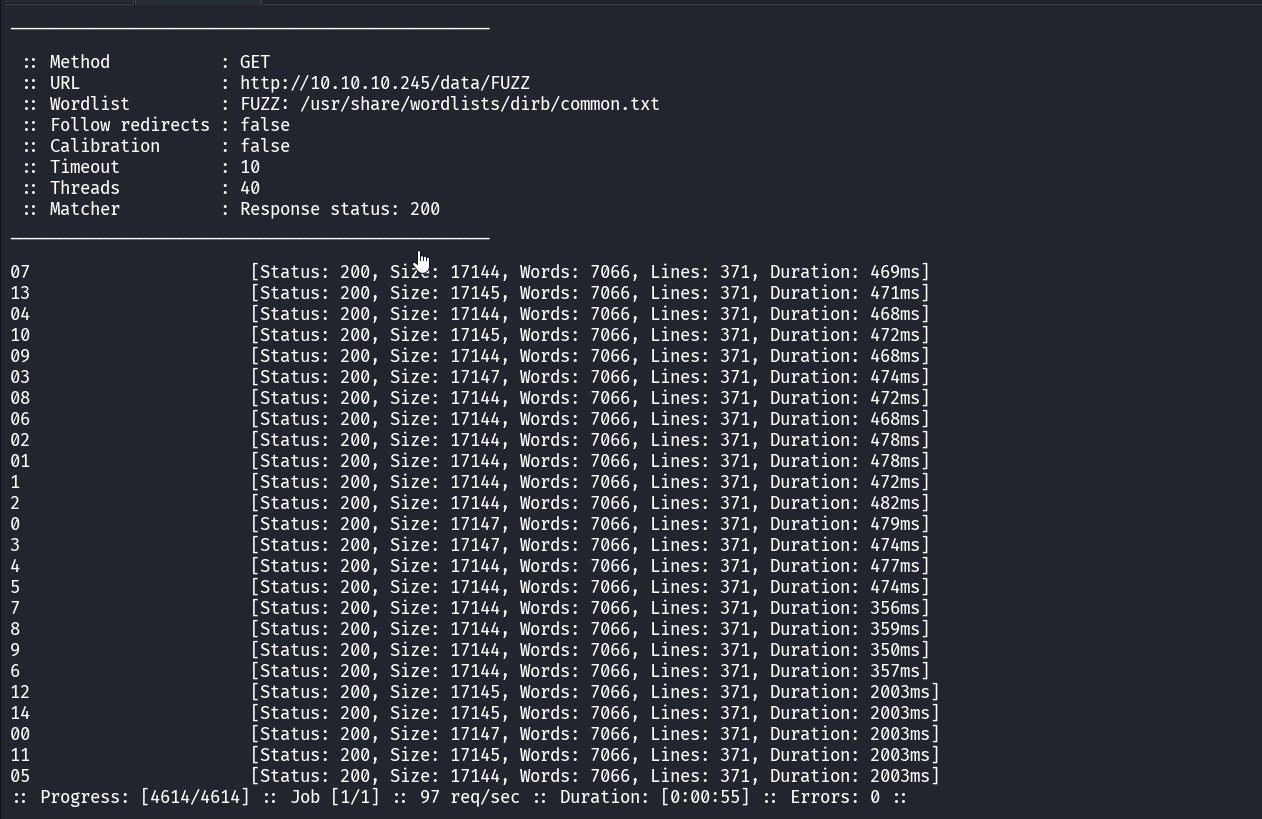 :: Method : GET
:: URL : http://10.10.10.245/data/FUZZ
:: Wordlist : FUZZ: /usr/share/wordlists/dirb/common.txt
:: Follow redirects : false
:: Calibration : false
:: Timeout : 10
:: Threads : 40
:: Matcher : Response status: 200
07 [Status: 200, Size: 17144, Words: 7066, Lines: 371, Duration: 469ms]
13 [Status: 200, Size: 17145, Words: 7066, Lines: 371, Duration: 471ms]
04 [Status: 200, Size: 17144, Words: 7066, Lines: 371, Duration: 468ms]
10 [Status: 200, Size: 17145, Words: 7066, Lines: 371, Duration: 472ms]
09 [Status: 200, Size: 17144, Words: 7066, Lines: 371, Duration: 468ms]
03 [Status: 200, Size: 17147, Words: 7066, Lines: 371, Duration: 474ms]
08 [Status: 200, Size: 17144, Words: 7066, Lines: 371, Duration: 472ms]
06 [Status: 200, Size: 17144, Words: 7066, Lines: 371, Duration: 468ms]
02 [Status: 200, Size: 17144, Words: 7066, Lines: 371, Duration: 478ms]
01 [Status: 200, Size: 17144, Words: 7066, Lines: 371, Duration: 478ms]
1 [Status: 200, Size: 17144, Words: 7066, Lines: 371, Duration: 472ms]
2 [Status: 200, Size: 17144, Words: 7066, Lines: 371, Duration: 482ms]
0 [Status: 200, Size: 17147, Words: 7066, Lines: 371, Duration: 479ms]
3 [Status: 200, Size: 17147, Words: 7066, Lines: 371, Duration: 474ms]
4 [Status: 200, Size: 17144, Words: 7066, Lines: 371, Duration: 477ms]
5 [Status: 200, Size: 17144, Words: 7066, Lines: 371, Duration: 474ms]
7 [Status: 200, Size: 17144, Words: 7066, Lines: 371, Duration: 356ms]
8 [Status: 200, Size: 17144, Words: 7066, Lines: 371, Duration: 359ms]
9 [Status: 200, Size: 17144, Words: 7066, Lines: 371, Duration: 350ms]
6 [Status: 200, Size: 17144, Words: 7066, Lines: 371, Duration: 357ms]
12 [Status: 200, Size: 17145, Words: 7066, Lines: 371, Duration: 2003ms]
14 [Status: 200, Size: 17145, Words: 7066, Lines: 371, Duration: 2003ms]
00 [Status: 200, Size: 17147, Words: 7066, Lines: 371, Duration: 2003ms]
11 [Status: 200, Size: 17145, Words: 7066, Lines: 371, Duration: 2003ms]
05 [Status: 200, Size: 17144, Words: 7066, Lines: 371, Duration: 2003ms]
:: Progress: [4614/4614] :: Job [1/1] :: 97 req/sec :: Duration: [0:00:55] :: Errors: 0 ::